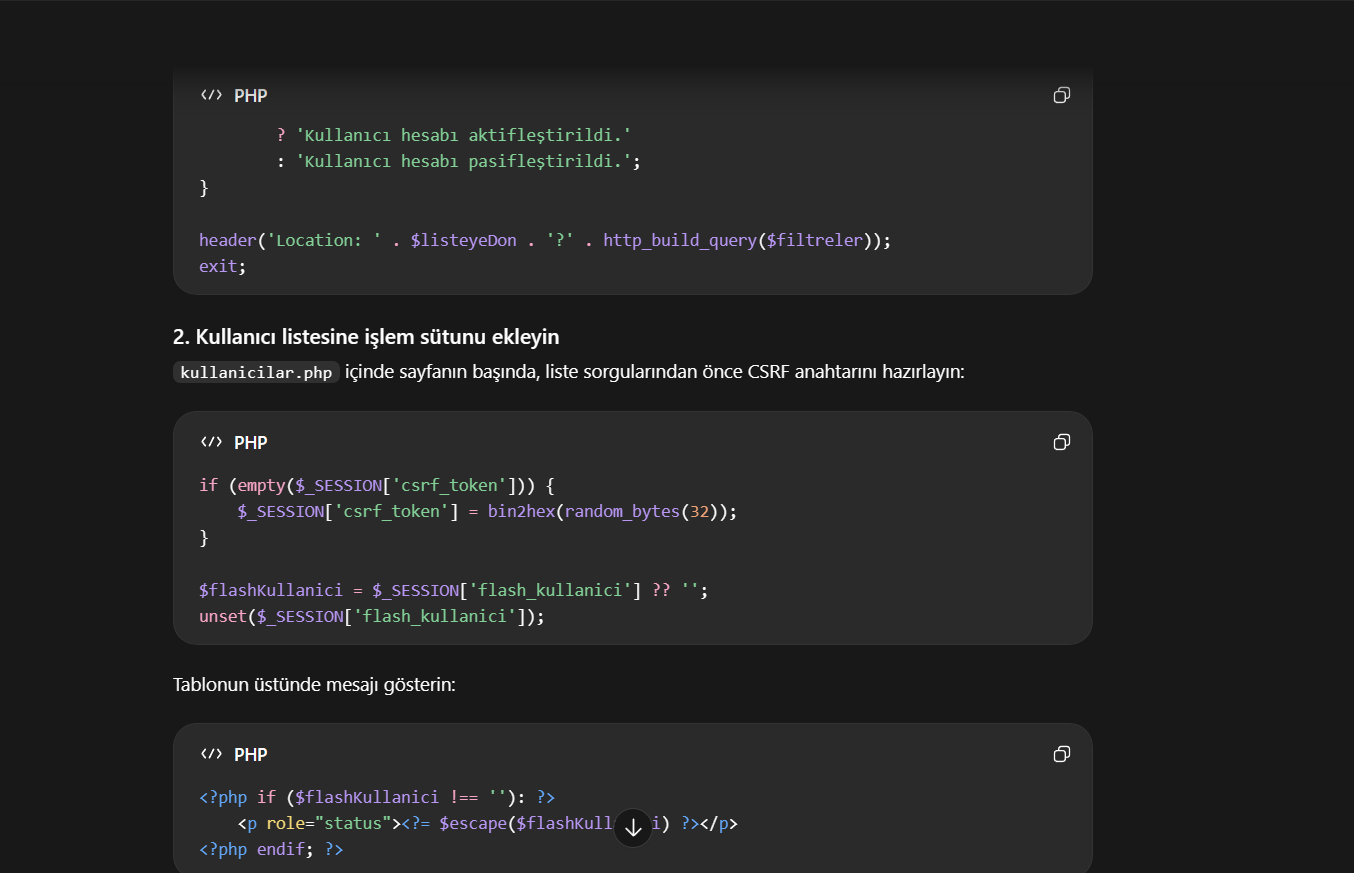 PHP
? 'Kullanıcı hesabı aktifleştirildi.'
: 'Kullanıcı hesabı pasifleştirildi.';
}
header('Location: ' . $listeyeDon . '?' . http_build_query($filtreler));
exit;
2. Kullanıcı listesine işlem sütunu ekleyin
kullanicilar.php içinde sayfanın başında, liste sorgularından önce CSRF anahtarını hazırlayın:
PHP
if (empty($_SESSION['csrf_token'])) {
$_SESSION['csrf_token'] = bin2hex(random_bytes(32));
}
$flashKullanici = $_SESSION['flash_kullanici'] ?? '';
unset($_SESSION['flash_kullanici']);
Tablonun üstünde mesajı gösterin:
PHP
<?php if ($flashKullanici !== ''): ?>
<p role="status"><?= $escape($flashKull i) ?></p>
<?php endif; ?>